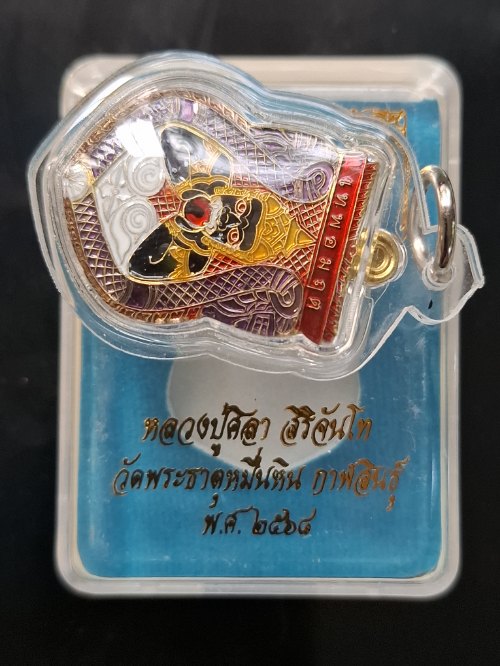 หลวงปู่ศิลา สิริจันโท
วัดพระธาตุหมื่นหิน กาฬสินธุ์
พ.ศ. ๒๕๖๘